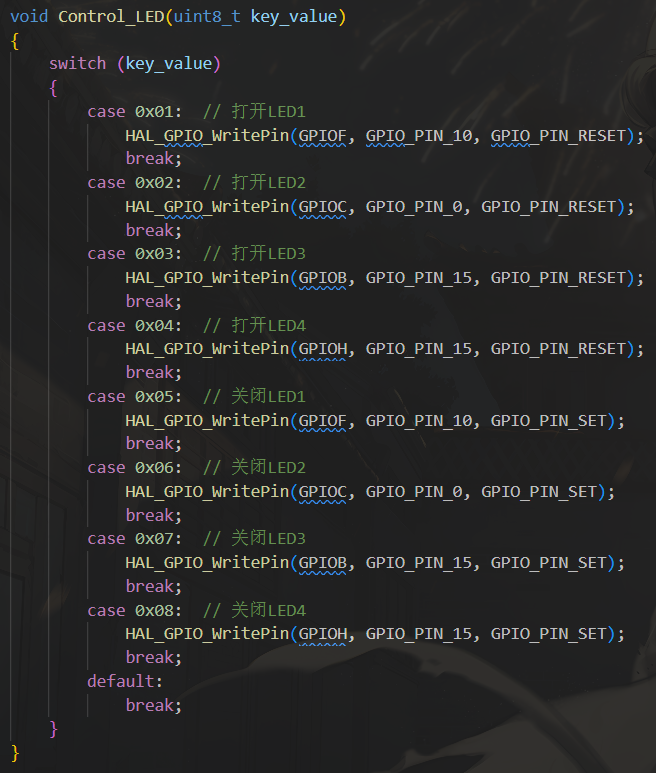 void Control_LED(uint8_t key_value)
{
    switch (key_value)
    {
        case 0x01:  // 打开LED1
            HAL_GPIO_WritePin(GPIOF, GPIO_PIN_10, GPIO_PIN_RESET);
            break;
        case 0x02:  // 打开LED2
            HAL_GPIO_WritePin(GPIOC, GPIO_PIN_0, GPIO_PIN_RESET);
            break;
        case 0x03:  // 打开LED3
            HAL_GPIO_WritePin(GPIOB, GPIO_PIN_15, GPIO_PIN_RESET);
            break;
        case 0x04:  // 打开LED4
            HAL_GPIO_WritePin(GPIOH, GPIO_PIN_15, GPIO_PIN_RESET);
            break;
        case 0x05:  // 关闭LED1
            HAL_GPIO_WritePin(GPIOF, GPIO_PIN_10, GPIO_PIN_SET);
            break;
        case 0x06:  // 关闭LED2
            HAL_GPIO_WritePin(GPIOC, GPIO_PIN_0, GPIO_PIN_SET);
            break;
        case 0x07:  // 关闭LED3
            HAL_GPIO_WritePin(GPIOB, GPIO_PIN_15, GPIO_PIN_SET);
            break;
        case 0x08:  // 关闭LED4
            HAL_GPIO_WritePin(GPIOH, GPIO_PIN_15, GPIO_PIN_SET);
            break;
        default:
            break;
    }
}